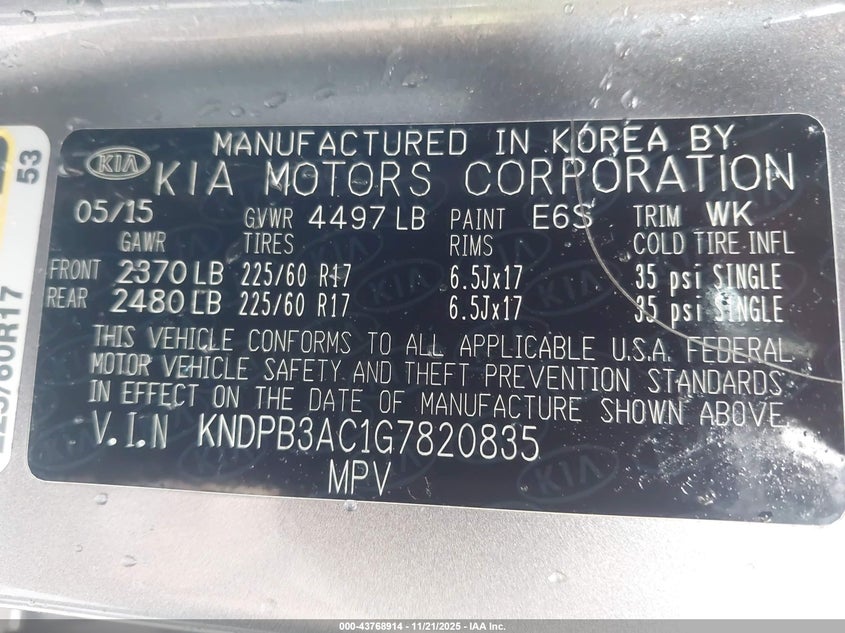 MANUFACTURED IN KOREA BY
KIA KIA MOTORS CORPORATION
05/15 GVWR 4497 LB PAINT E6S TRIM WK
GAWR TIRES RIMS COLD TIRE INFL
FRONT 2370 LB 225/60 R17 6.5Jx17 35 psi SINGLE
REAR 2480 LB 225/60 R17 6.5Jx17 35 psi SINGLE
THIS VEHICLE CONFORMS TO ALL APPLICABLE U.S.A. FEDERAL
MOTOR VEHICLE SAFETY AND THEFT PREVENTION STANDARDS
IN EFFECT ON THE DATE OF MANUFACTURE SHOWN ABOVE.
V.I.N KNDPB3AC1G7820835
MPV
53
225/60R17
000-43768914 - 11/21/2025 - IAA Inc.